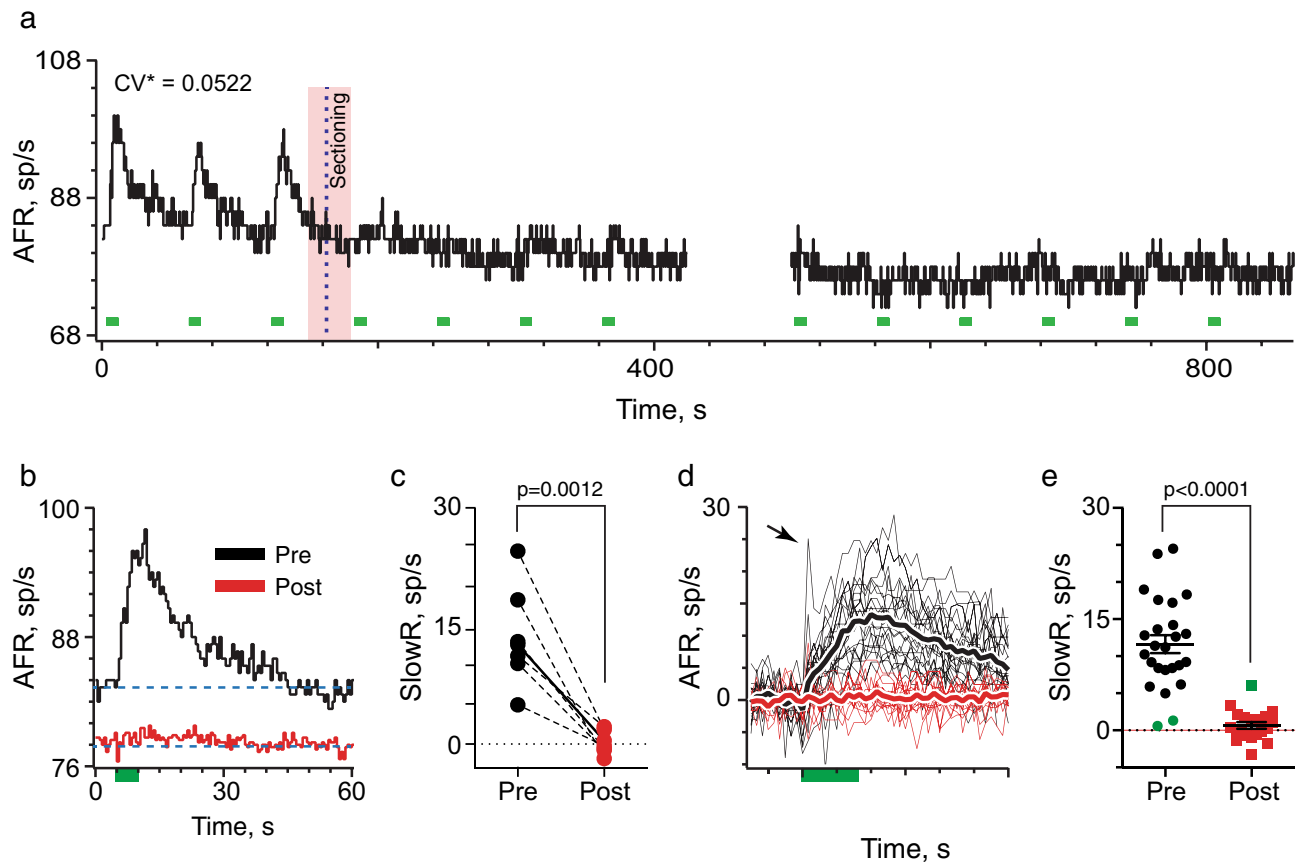 a
108
88
68
AFR, sp/s
CV* = 0.0522
Sectioning
0
400
800
Time, s
b
100
88
76
AFR, sp/s
Pre
Post
0
30
60
Time, s
c
p=0.0012
30
15
0
SlowR, sp/s
Pre
Post
d
30
0
AFR, sp/s
Time, s
e
p<0.0001
30
15
0
SlowR, sp/s
Pre
Post